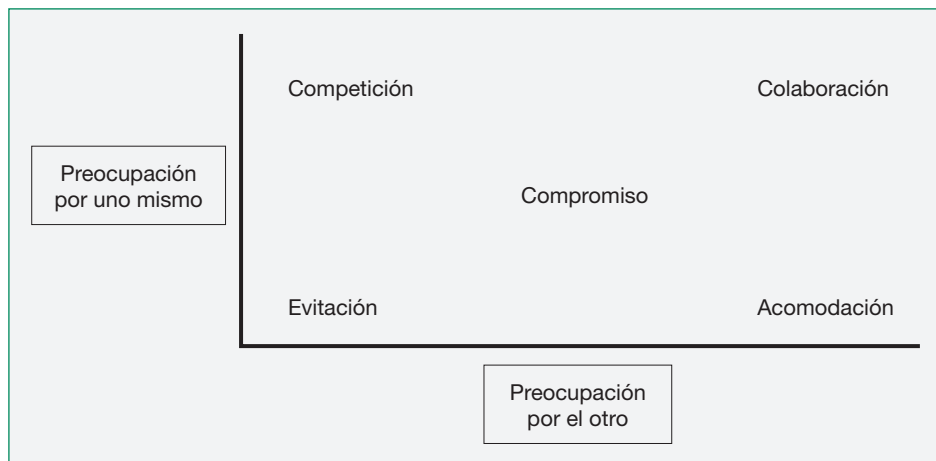 Competición
Colaboración
Preocupación
por uno mismo
Compromiso
Evitación
Acomodación
Preocupación
por el otro